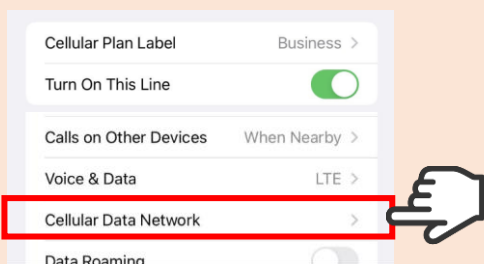 Cellular Plan Label Business >
Turn On This Line
Calls on Other Devices When Nearby >
Voice & Data LTE >
Cellular Data Network >
Data Roaming